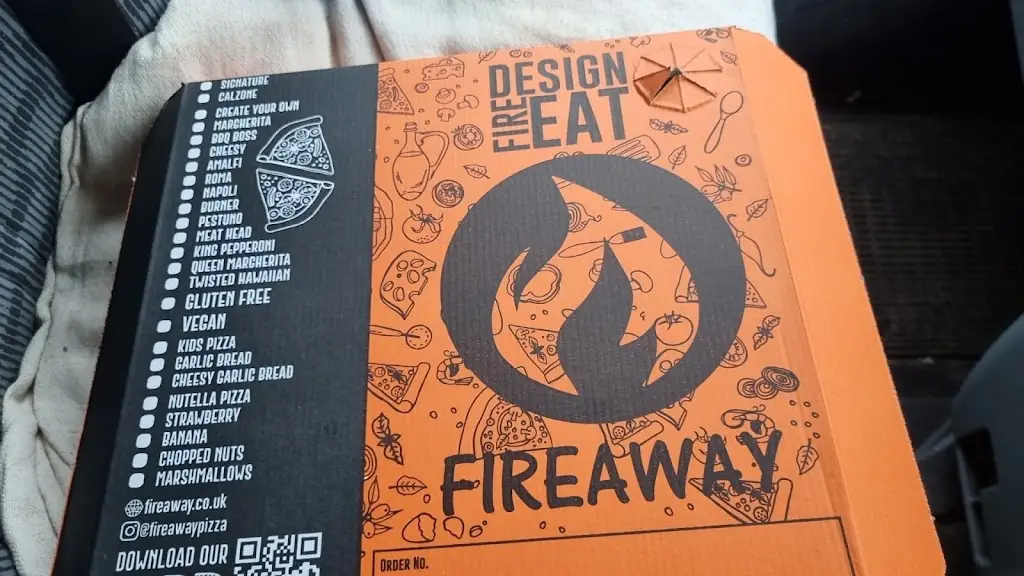 SIGNATURE
CALZONE
CREATE YOUR OWN
MARGHERITA
BBQ BOSS
CHEESY
AMALFI
ROMA
NAPOLI
BURNER
PESTUNO
MEAT HEAD
KING PEPPERONI
QUEEN MARGHERITA
TWISTED HAWAIIAN
GLUTEN FREE
VEGAN
KIDS PIZZA
GARLIC BREAD
CHEESY GARLIC BREAD
NUTELLA PIZZA
STRAWBERRY
BANANA
CHOPPED NUTS
MARSHMALLOWS
fireaway.co.uk
@fireawaypizza
DOWNLOAD OUR
DESIGN
FIRE
EAT
FIREAWAY
ORDER NO.